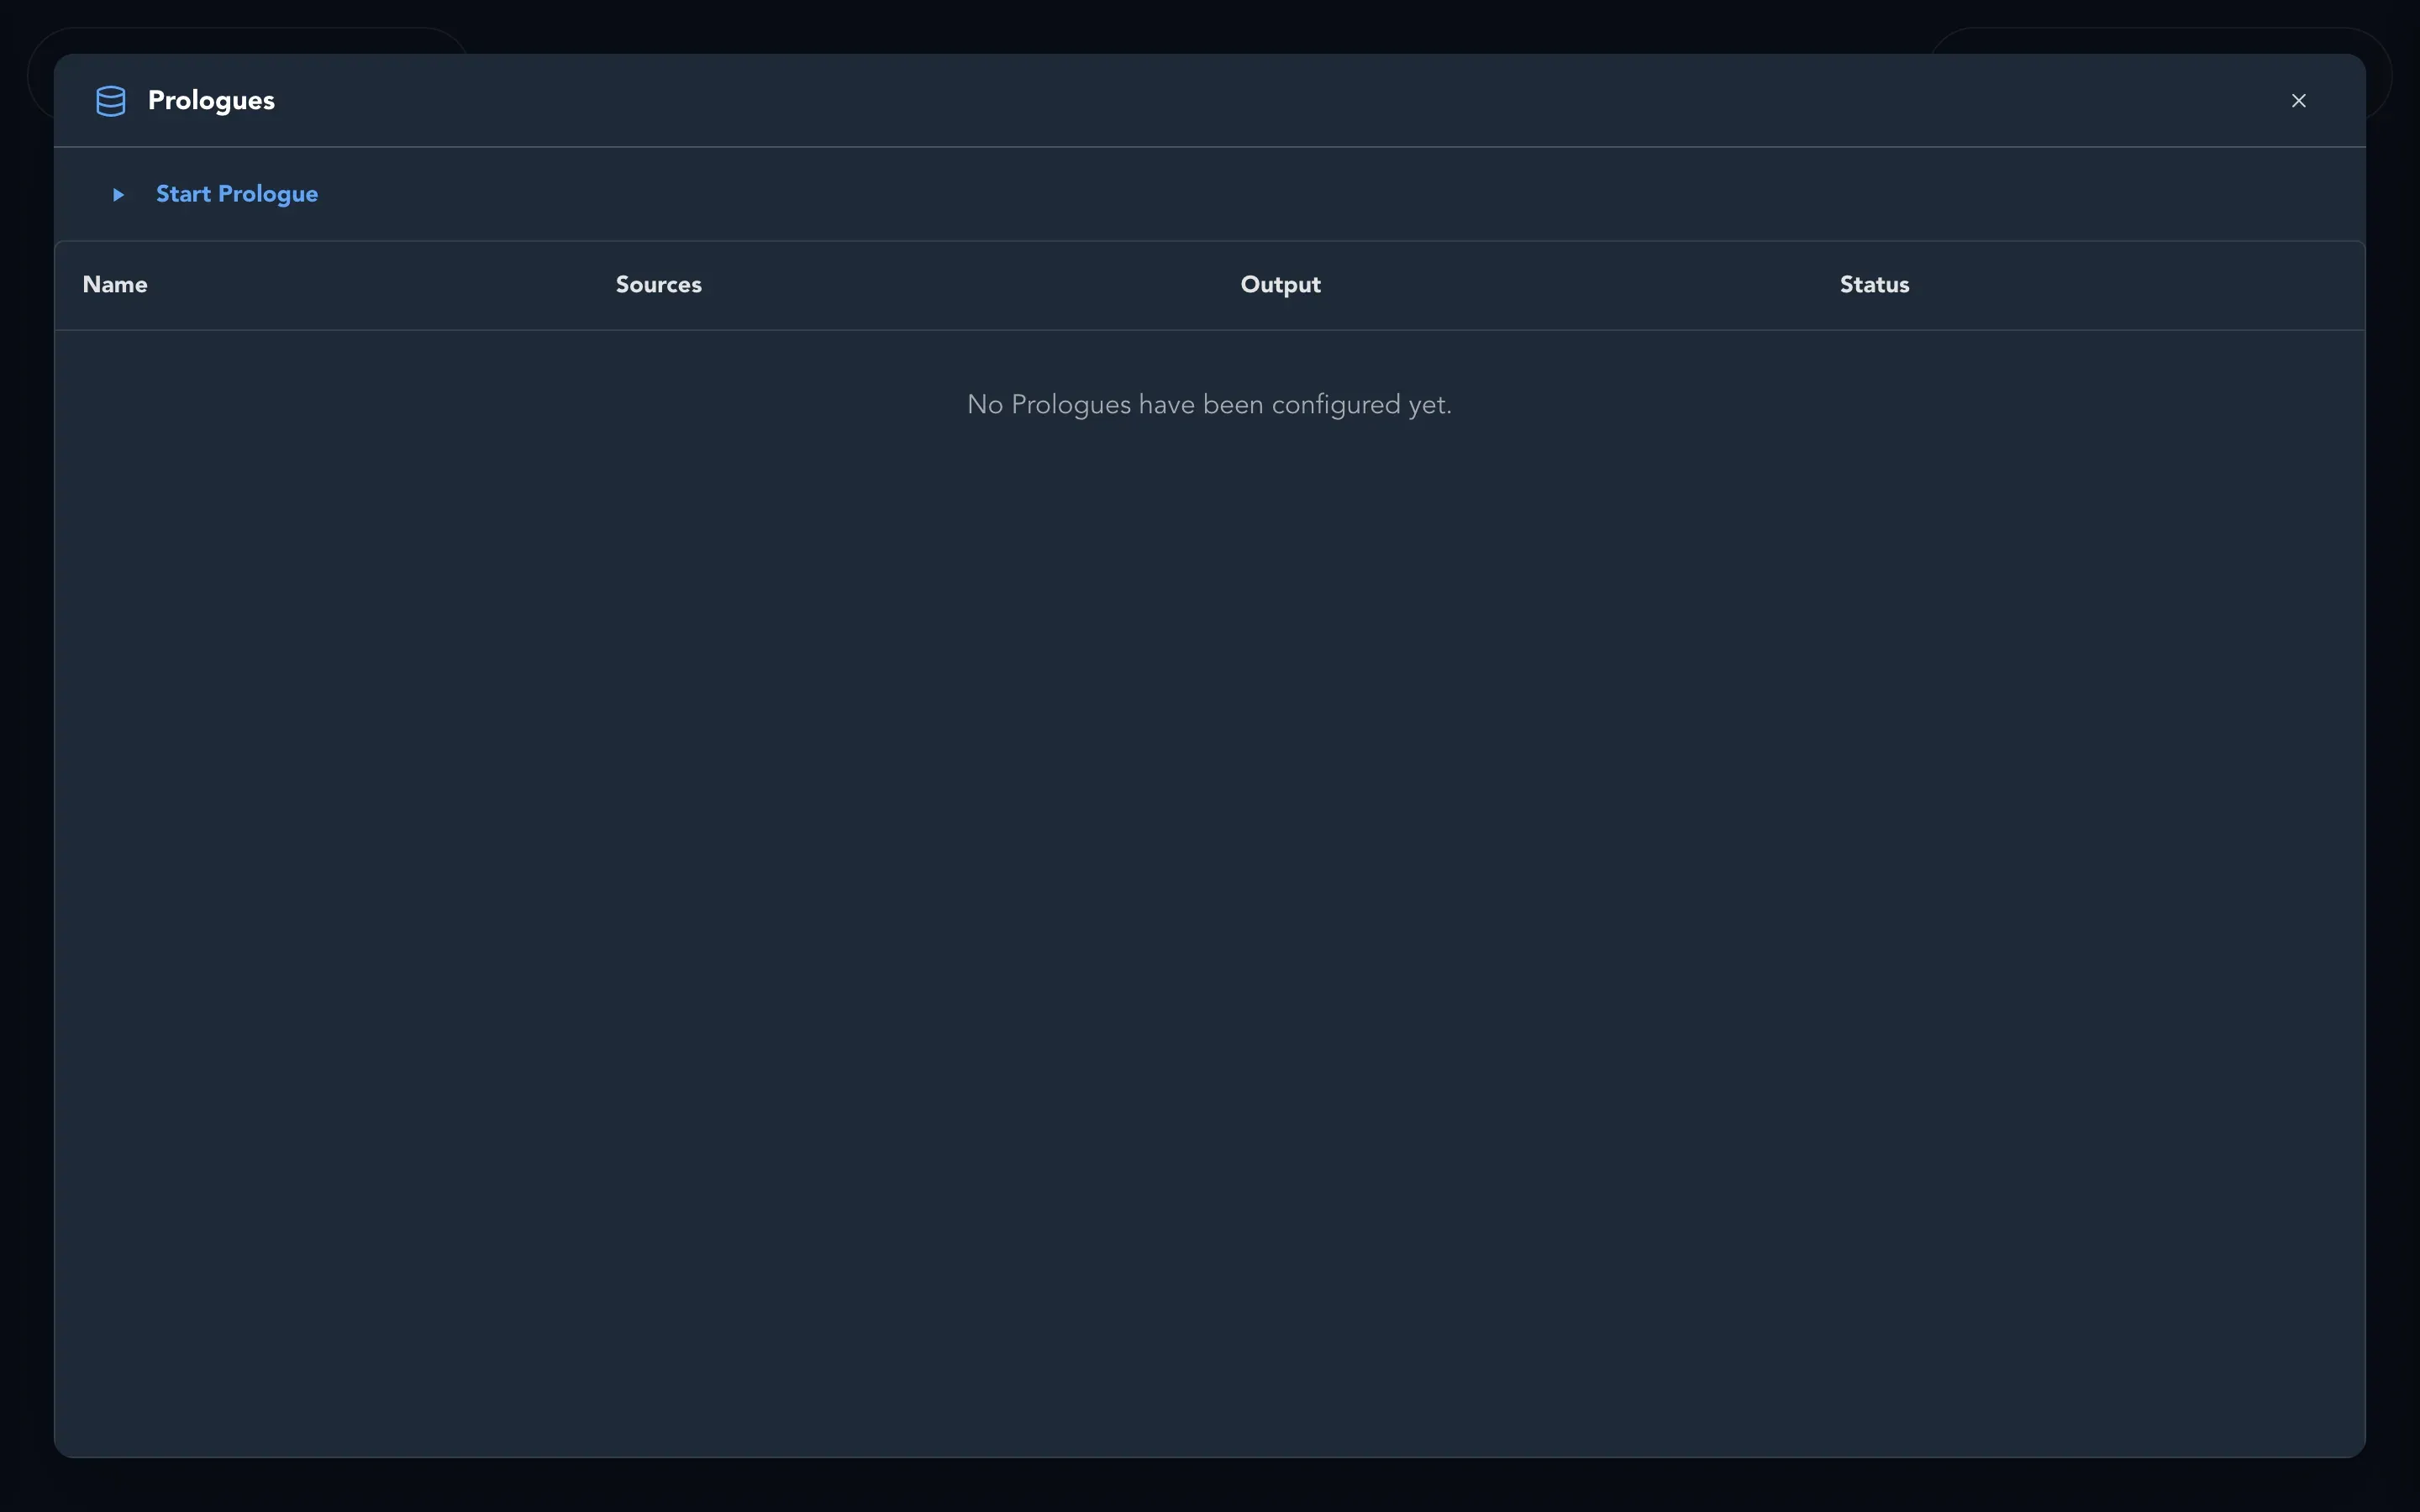 Prologues
Start Prologue
Name Sources Output Status
No Prologues have been configured yet.